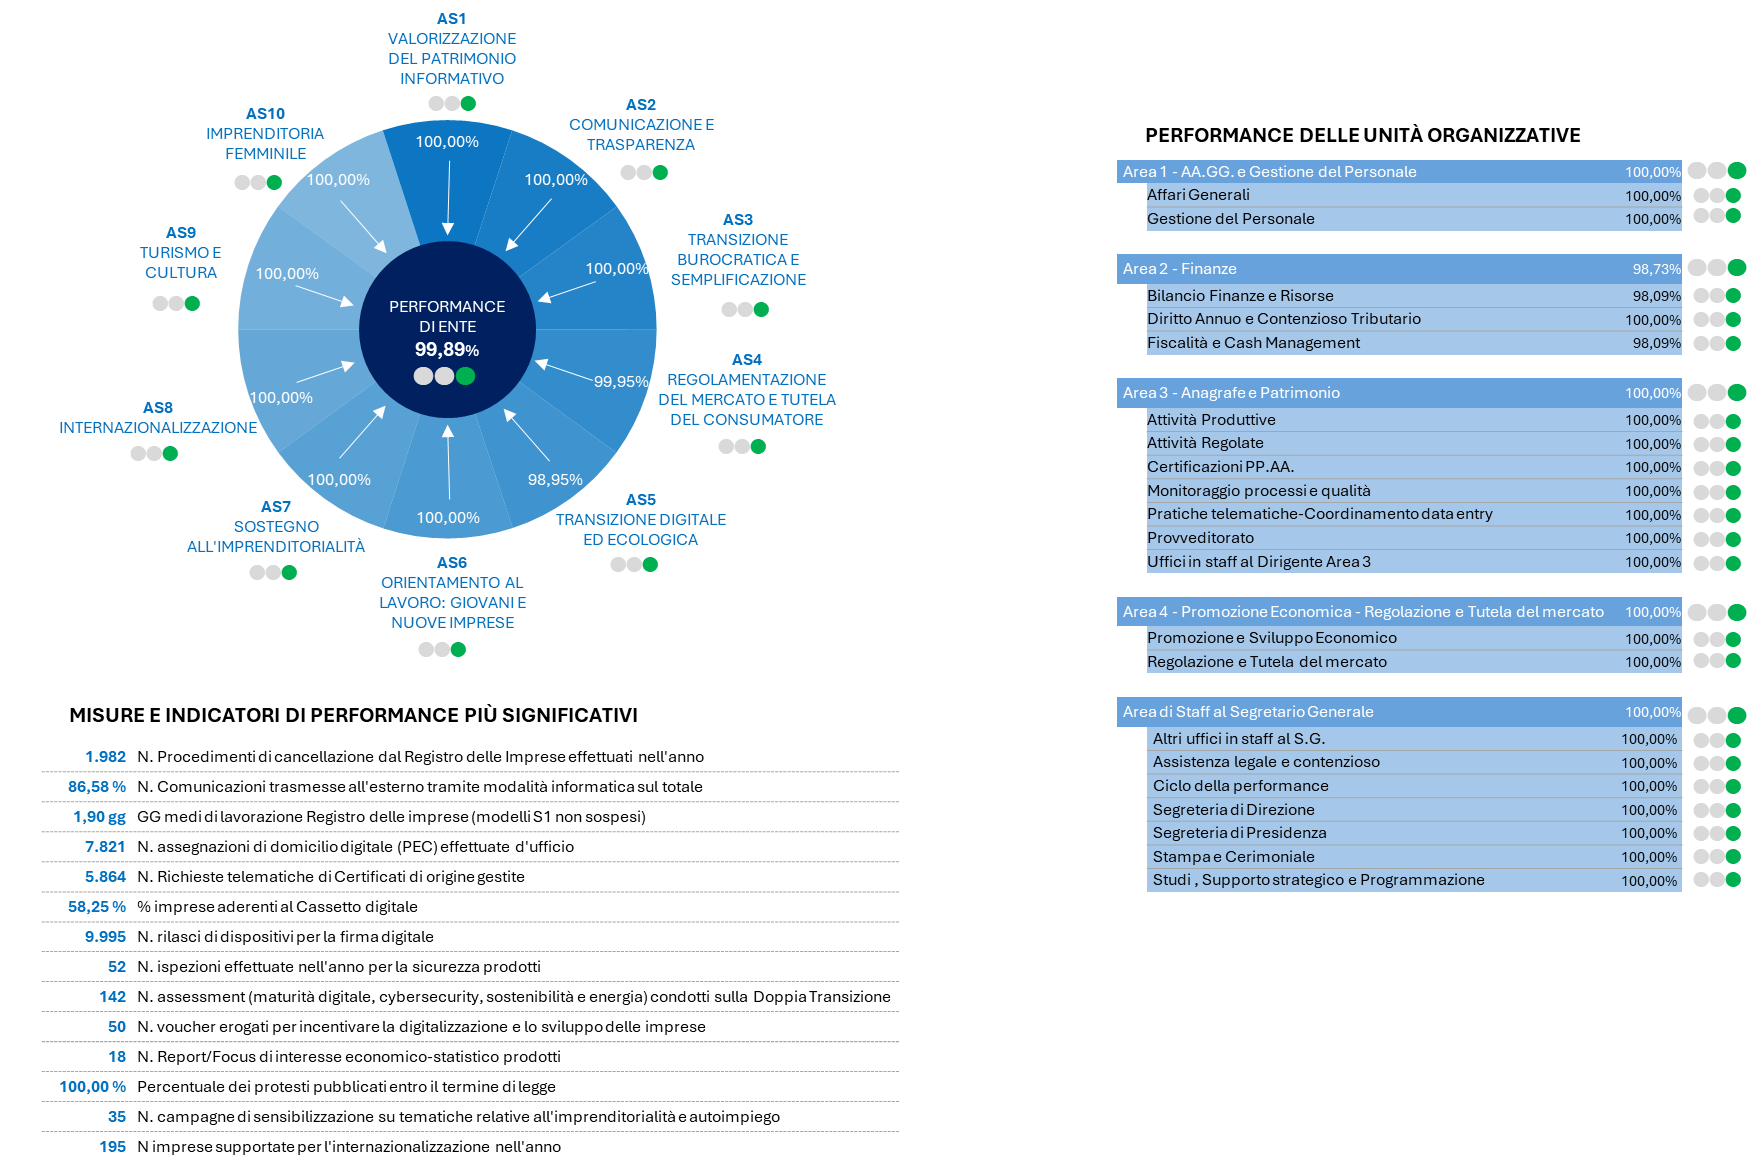 AS1
VALORIZZAZIONE
DEL PATRIMONIO
INFORMATIVO
100,00%
AS2
COMUNICAZIONE E
TRASPARENZA
100,00%
AS3
TRANSIZIONE
BUROCRATICA E
SEMPLIFICAZIONE
100,00%
AS4
REGOLAMENTAZIONE
DEL MERCATO E TUTELA
DEL CONSUMATORE
99,95%
AS5
TRANSIZIONE DIGITALE
ED ECOLOGICA
98,95%
AS6
ORIENTAMENTO AL
LAVORO: GIOVANI E
NUOVE IMPRESE
100,00%
AS7
SOSTEGNO
ALL'IMPRENDITORIALITÀ
100,00%
AS8
INTERNAZIONALIZZAZIONE
100,00%
AS9
TURISMO E
CULTURA
100,00%
AS10
IMPRENDITORIA
FEMMINILE
100,00%
PERFORMANCE
DI ENTE
99,89%
MISURE E INDICATORI DI PERFORMANCE PIÙ SIGNIFICATIVI
1.982 N. Procedimenti di cancellazione dal Registro delle Imprese effettuati nell'anno
86,58 % N. Comunicazioni trasmesse all'esterno tramite modalità informatica sul totale
1,90 gg GG medi di lavorazione Registro delle imprese (modelli S1 non sospesi)
7.821 N. assegnazioni di domicilio digitale (PEC) effettuate d'ufficio
5.864 N. Richieste telematiche di Certificati di origine gestite
58,25 % % imprese aderenti al Cassetto digitale
9.995 N. rilasci di dispositivi per la firma digitale
52 N. ispezioni effettuate nell'anno per la sicurezza prodotti
142 N. assessment (maturità digitale, cybersecurity, sostenibilità e energia) condotti sulla Doppia Transizione
50 N. voucher erogati per incentivare la digitalizzazione e lo sviluppo delle imprese
18 N. Report/Focus di interesse economico-statistico prodotti
100,00 % Percentuale dei protesti pubblicati entro il termine di legge
35 N. campagne di sensibilizzazione su tematiche relative all'imprenditorialità e autoimpiego
195 N imprese supportate per l'internazionalizzazione nell'anno
PERFORMANCE DELLE UNITÀ ORGANIZZATIVE
Area 1 - AA.GG. e Gestione del Personale 100,00%
Affari Generali 100,00%
Gestione del Personale 100,00%
Area 2 - Finanze 98,73%
Bilancio Finanze e Risorse 98,09%
Diritto Annuo e Contenzioso Tributario 100,00%
Fiscalità e Cash Management 98,09%
Area 3 - Anagrafe e Patrimonio 100,00%
Attività Produttive 100,00%
Attività Regolate 100,00%
Certificazioni PP.AA. 100,00%
Monitoraggio processi e qualità 100,00%
Pratiche telematiche-Coordinamento data entry 100,00%
Provveditorato 100,00%
Uffici in staff al Dirigente Area 3 100,00%
Area 4 - Promozione Economica - Regolazione e Tutela del mercato 100,00%
Promozione e Sviluppo Economico 100,00%
Regolazione e Tutela del mercato 100,00%
Area di Staff al Segretario Generale 100,00%
Altri uffici in staff al S.G. 100,00%
Assistenza legale e contenzioso 100,00%
Ciclo della performance 100,00%
Segreteria di Direzione 100,00%
Segreteria di Presidenza 100,00%
Stampa e Cerimoniale 100,00%
Studi , Supporto strategico e Programmazione 100,00%